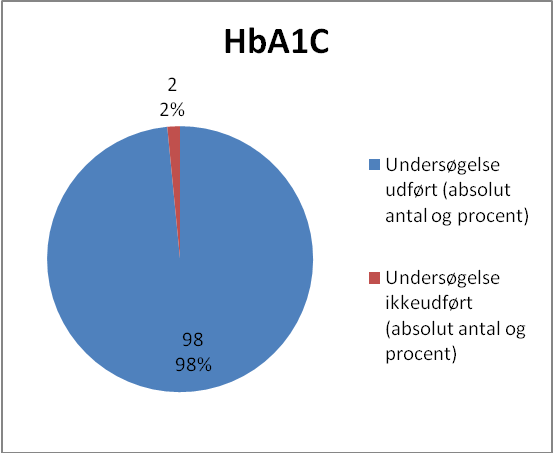 HbA1C
2
2%
98
98%
Undersøgelse
udført (absolut
antal og procent)
Undersøgelse
ikkeudført
(absolut antal og
procent)